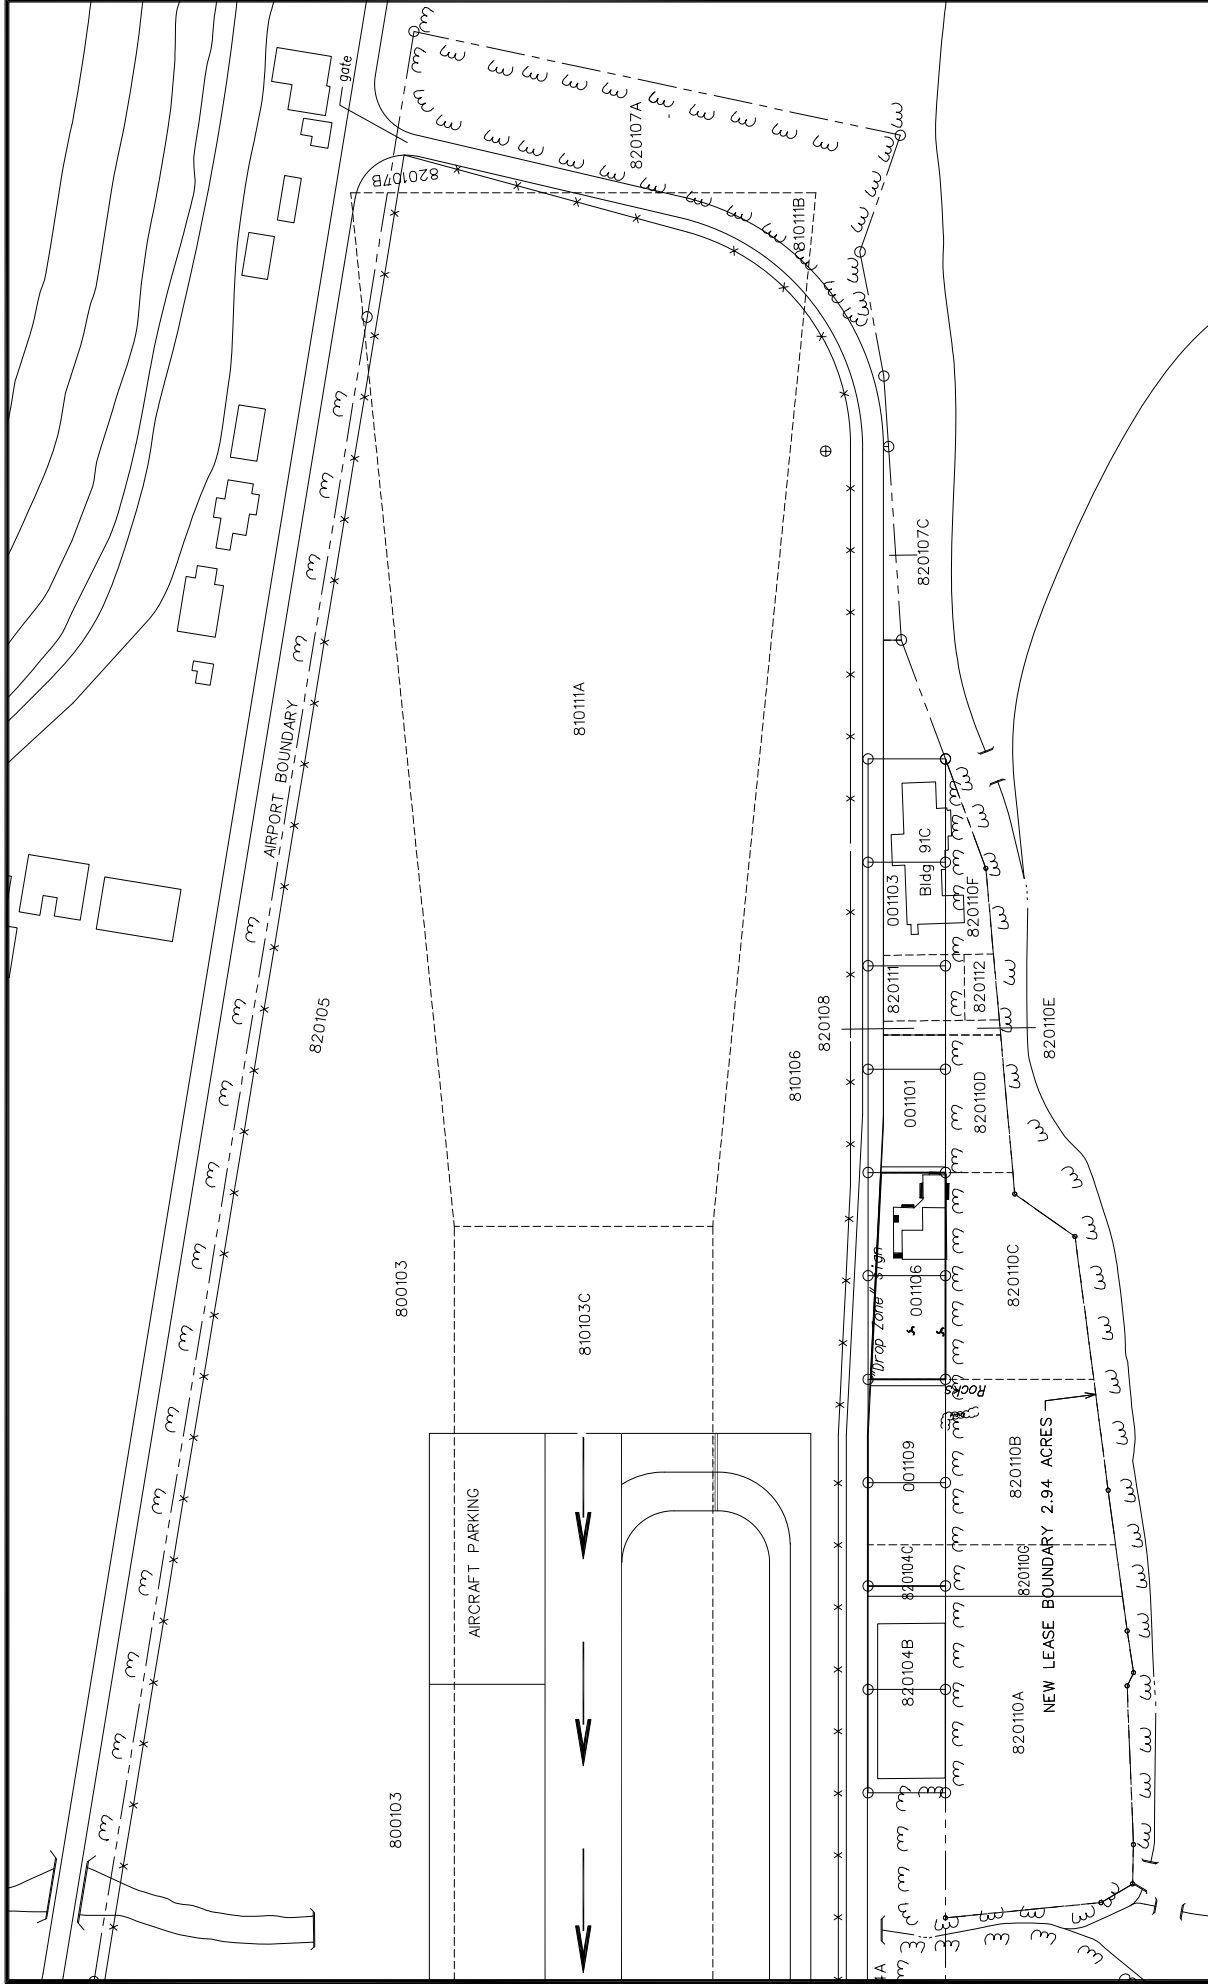 gate
820107A
820107B
810111B
820107C
AIRPORT BOUNDARY
810111A
Bldg 91C
001103
820110F
820111
820112
820105
820108
820110E
810106
001101
820110D
800103
810103C
"Drop Zone" Sign
001106
820110C
Rocks
AIRCRAFT PARKING
001109
820110B
820104C
820110G
NEW LEASE BOUNDARY 2.94 ACRES
820104B
820110A
800103
4A